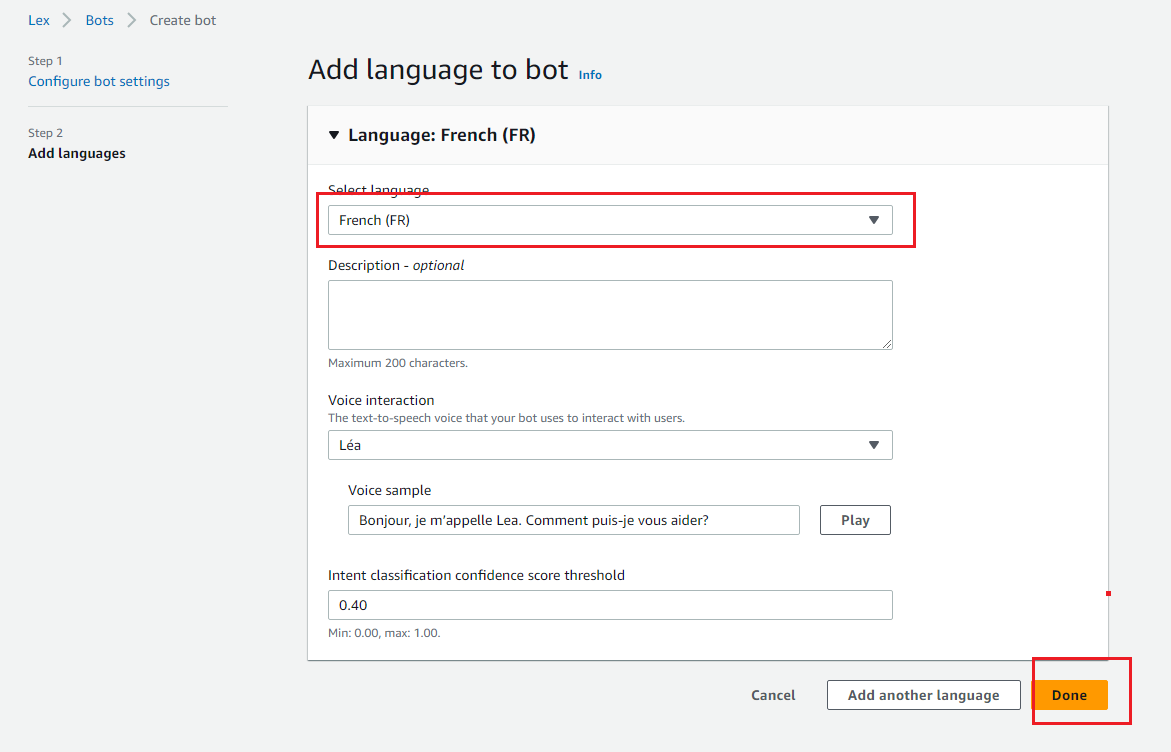 Lex > Bots > Create bot
Step 1
Configure bot settings
Step 2
Add languages
Add language to bot Info
Language: French (FR)
Select language
French (FR)
Description - optional
Maximum 200 characters.
Voice interaction
The text-to-speech voice that your bot uses to interact with users.
Léa
Voice sample
Bonjour, je m’appelle Lea. Comment puis-je vous aider?
Play
Intent classification confidence score threshold
0.40
Min: 0.00, max: 1.00.
Cancel Add another language Done